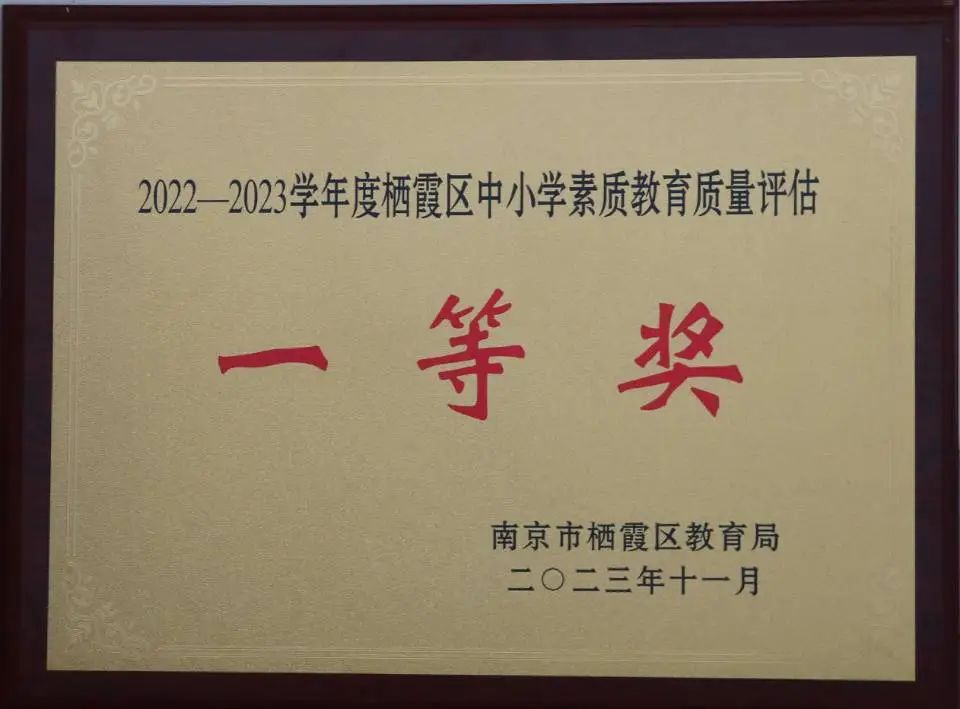 2022—2023学年度栖霞区中小学素质教育质量评估
一等奖
南京市栖霞区教育局
二〇二三年十一月